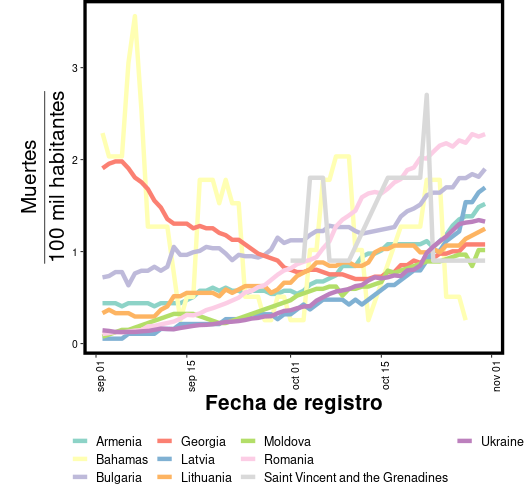 3
2
1
0
Muertes
100 mil habitantes
sep 01
sep 15
oct 01
oct 15
nov 01
Fecha de registro
Armenia
Georgia
Moldova
Ukraine
Bahamas
Latvia
Romania
Bulgaria
Lithuania
Saint Vincent and the Grenadines